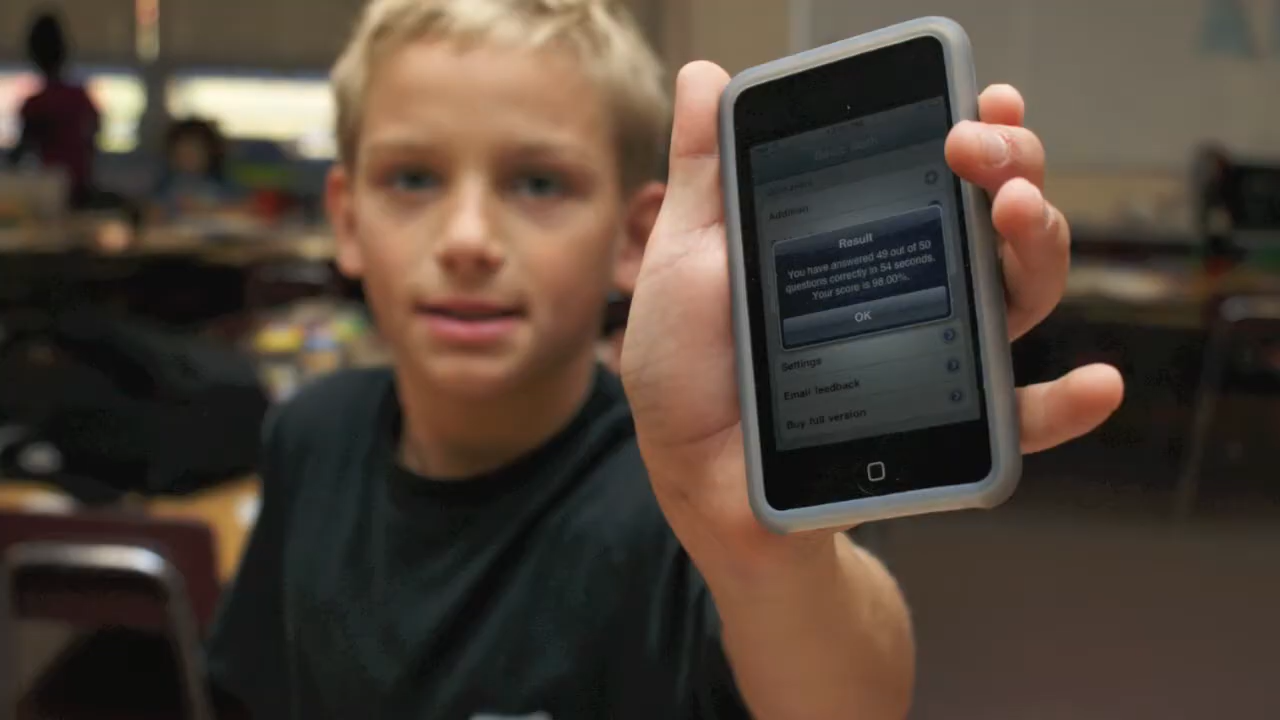 Addition
Result
You have answered 49 out of 50
questions correctly in 54 seconds.
Your score is 98.00%.
OK
Settings
Email feedback
Buy full version